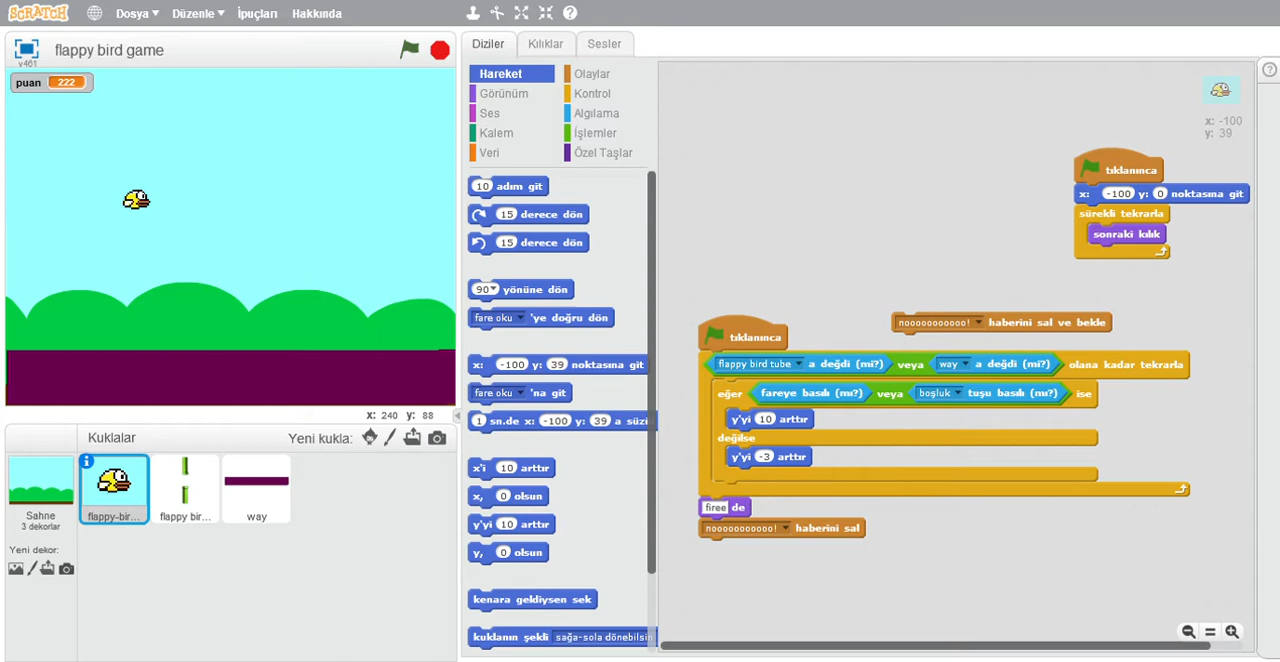 SCRATCH Dosya Düzenle İpuçları Hakkında
flappy bird game
v461
puan 222
x: 240 y: 88
Kuklalar Yeni kukla:
Sahne
3 dekorlar
Yeni dekor:
flappy-bir...
flappy bir...
way
Diziler Kılıklar Sesler
Hareket Olaylar
Görünüm Kontrol
Ses Algılama
Kalem İşlemler
Veri Özel Taşlar
10 adım git
15 derece dön
15 derece dön
90 yönüne dön
fare oku 'ye doğru dön
x: -100 y: 39 noktasına git
fare oku 'na git
1 sn.de x: -100 y: 39 a süzi
x'i 10 arttır
x, 0 olsun
y'yi 10 arttır
y, 0 olsun
kenara geldiysen sek
kuklanın şekli sağa-sola dönebilsin
x: -100
y: 39
tıklanınca
x: -100 y: 0 noktasına git
sürekli tekrarla
sonraki kılık
nooooooooooo! haberini sal ve bekle
tıklanınca
flappy bird tube a değdi (mi?) veya way a değdi (mi?) olana kadar tekrarla
eğer fareye basılı (mı?) veya boşluk tuşu basılı (mı?) ise
y'yi 10 arttır
değilse
y'yi -3 arttır
firee de
nooooooooooo! haberini sal